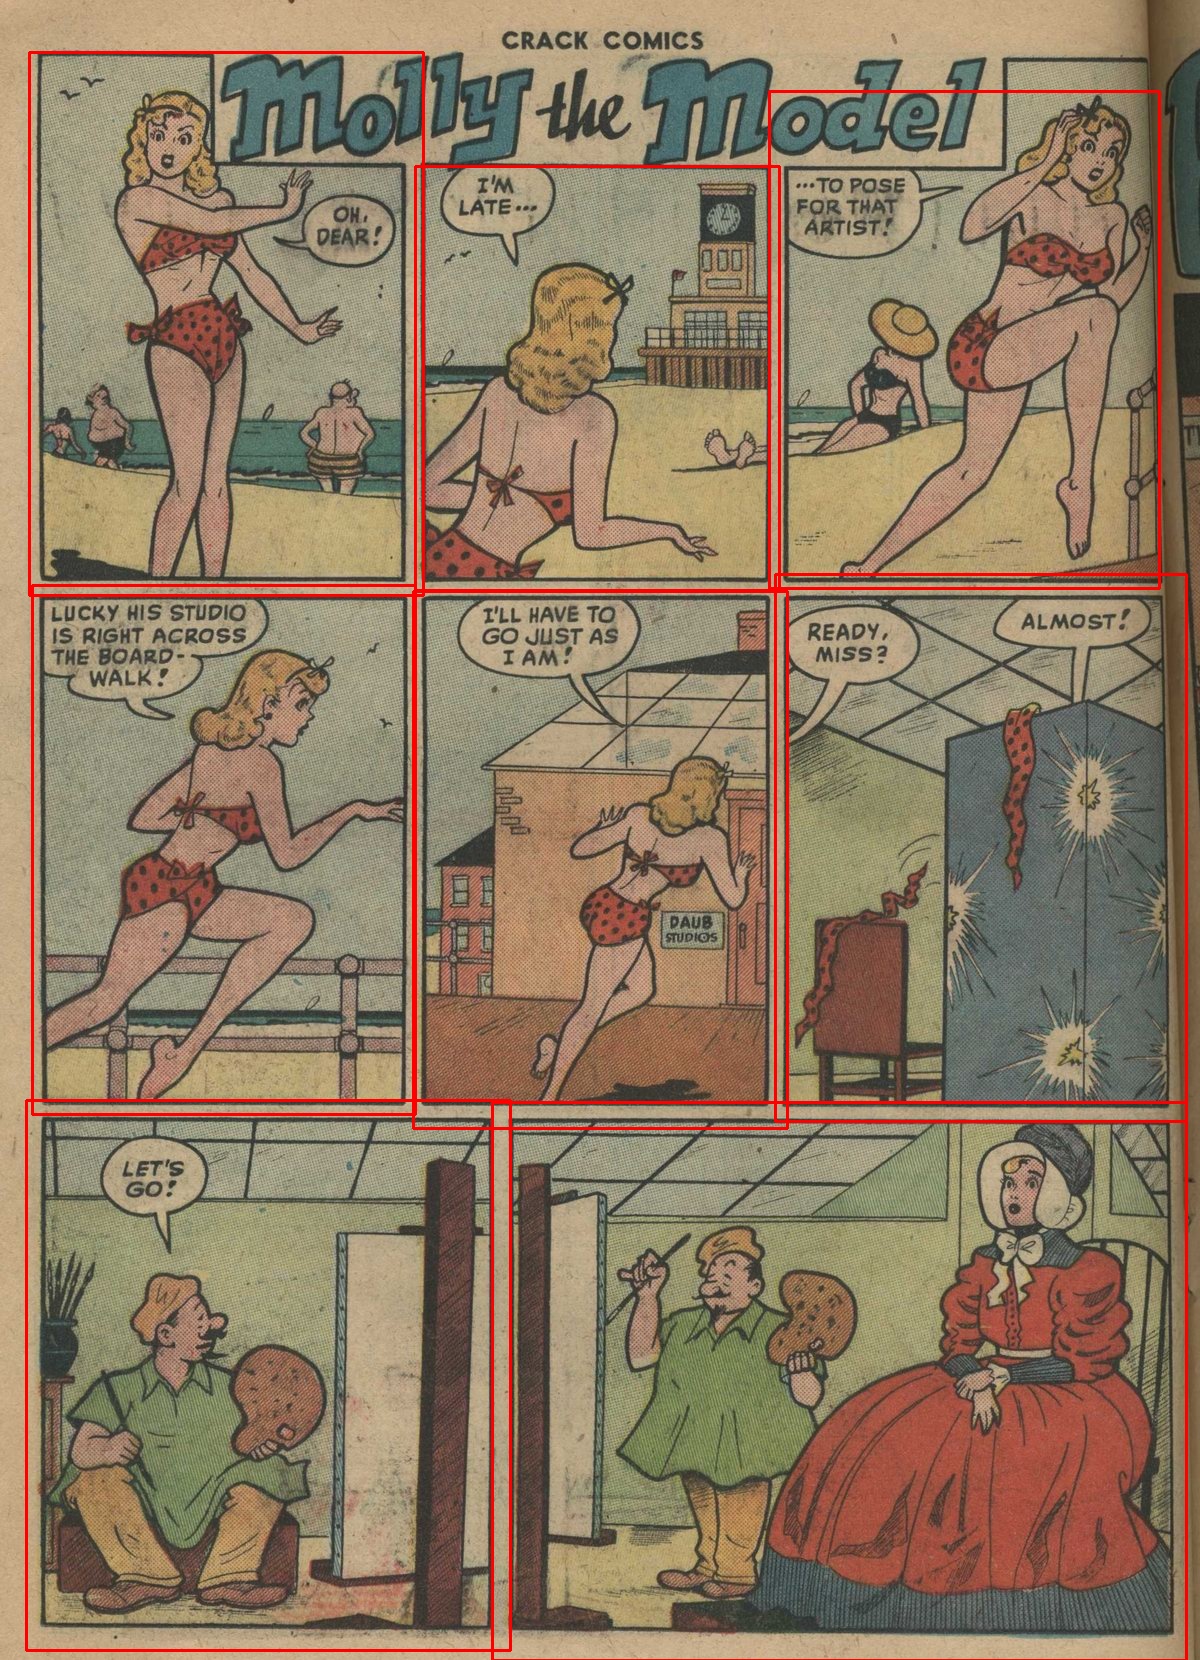 CRACK COMICS
Molly the Model
OH,
DEAR!
I'M
LATE...
...TO POSE
FOR THAT
ARTIST!
LUCKY HIS STUDIO
IS RIGHT ACROSS
THE BOARD-
WALK!
I'LL HAVE TO
GO JUST AS
I AM!
DAUB
STUDIOS
READY,
MISS?
ALMOST!
LET'S
GO!